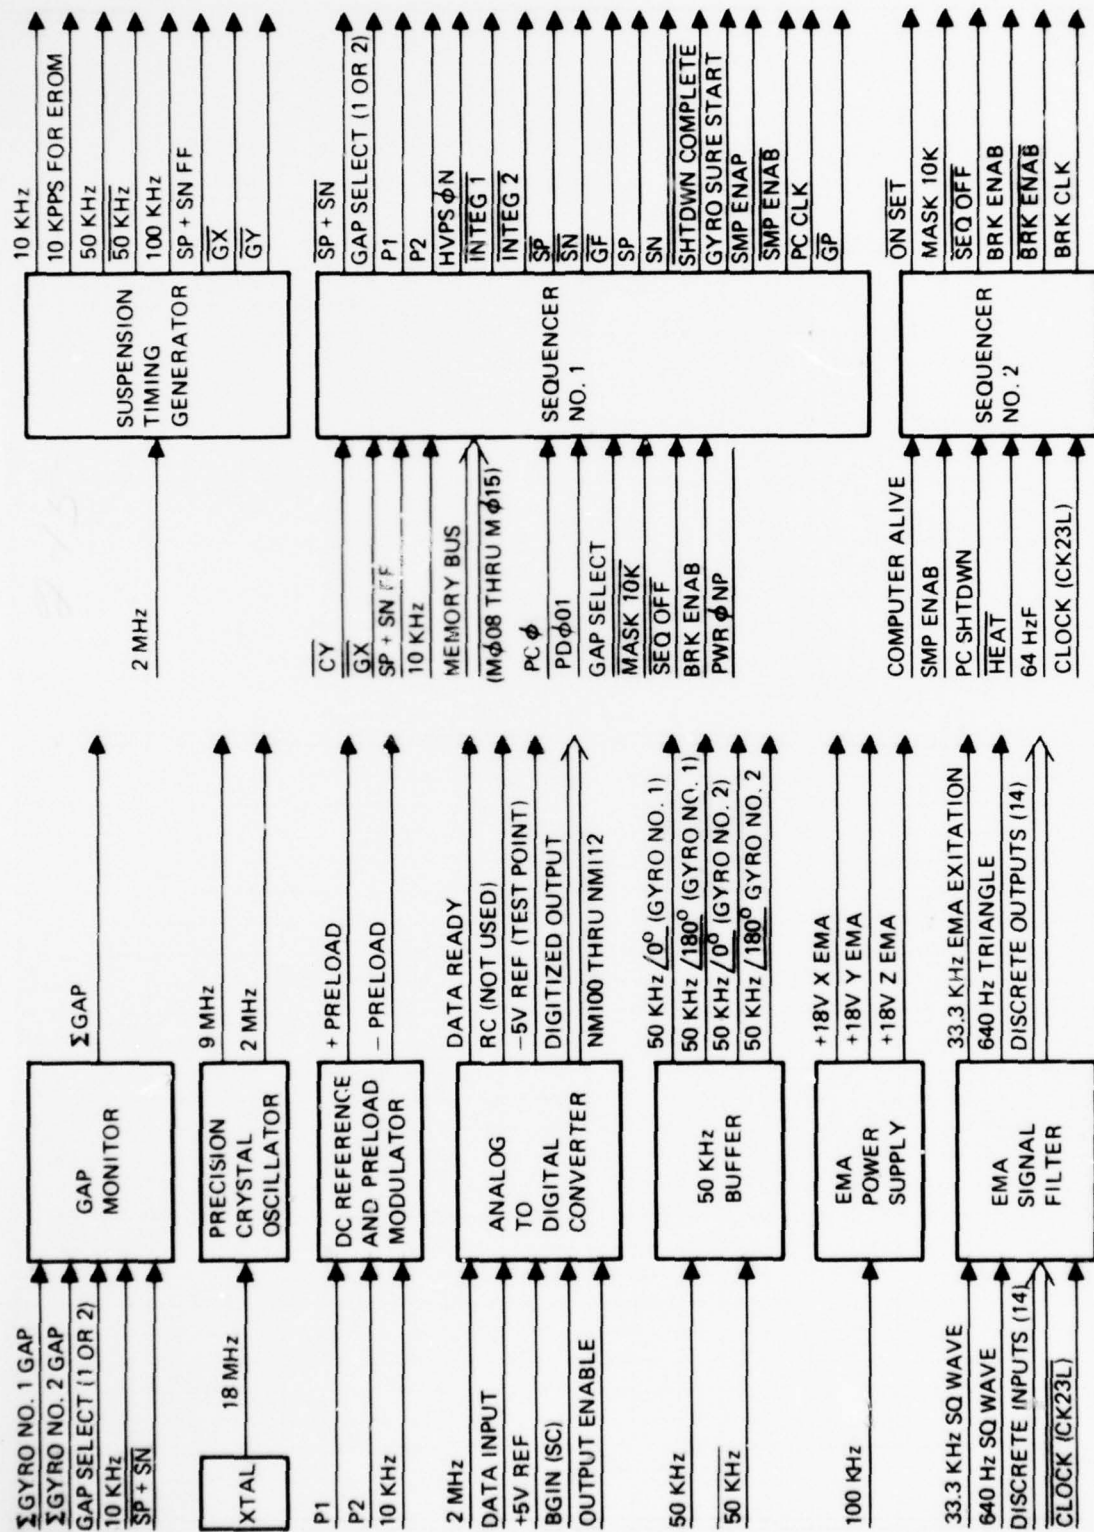 ΣGYRO NO. 1 GAP
ΣGYRO NO. 2 GAP
GAP SELECT (1 OR 2)
10 KHz
SP + SN
GAP
MONITOR
ΣGAP
XTAL
18 MHz
PRECISION
CRYSTAL
OSCILLATOR
9 MHz
2 MHz
P1
P2
10 KHz
DC REFERENCE
AND PRELOAD
MODULATOR
+ PRELOAD
– PRELOAD
2 MHz
DATA INPUT
+5V REF
BGIN (SC)
OUTPUT ENABLE
ANALOG
TO
DIGITAL
CONVERTER
DATA READY
RC (NOT USED)
–5V REF (TEST POINT)
DIGITIZED OUTPUT
NMI00 THRU NMI12
50 KHz
50 KHz
50 KHz
BUFFER
50 KHz /0° (GYRO NO. 1)
50 KHz /180° (GYRO NO. 1)
50 KHz /0° (GYRO NO. 2)
50 KHz /180° GYRO NO. 2
100 KHz
EMA
POWER
SUPPLY
+18V X EMA
+18V Y EMA
+18V Z EMA
33.3 KHz SQ WAVE
640 Hz SQ WAVE
DISCRETE INPUTS (14)
CLOCK (CK23L)
EMA
SIGNAL
FILTER
33.3 KHz EMA EXITATION
640 Hz TRIANGLE
DISCRETE OUTPUTS (14)
2 MHz
SUSPENSION
TIMING
GENERATOR
10 KHz
10 KPPS FOR EROM
50 KHz
50 KHz
100 KHz
SP + SN FF
GX
GY
CY
GX
SP + SN FF
10 KHz
MEMORY BUS
(Mϕ08 THRU Mϕ15)
PCϕ
PDϕ01
GAP SELECT
MASK 10K
SEQ OFF
BRK ENAB
PWRϕNP
SEQUENCER
NO. 1
SP + SN
GAP SELECT (1 OR 2)
P1
P2
HVPSϕN
INTEG 1
INTEG 2
SP
SN
GF
SP
SN
SHTDWN COMPLETE
GYRO SURE START
SMP ENAP
SMP ENAB
PC CLK
GP
COMPUTER ALIVE
SMP ENAB
PC SHTDWN
HEAT
64 HzF
CLOCK (CK23L)
SEQUENCER
NO. 2
ON SET
MASK 10K
SEQ OFF
BRK ENAB
BRK ENAB
BRK CLK